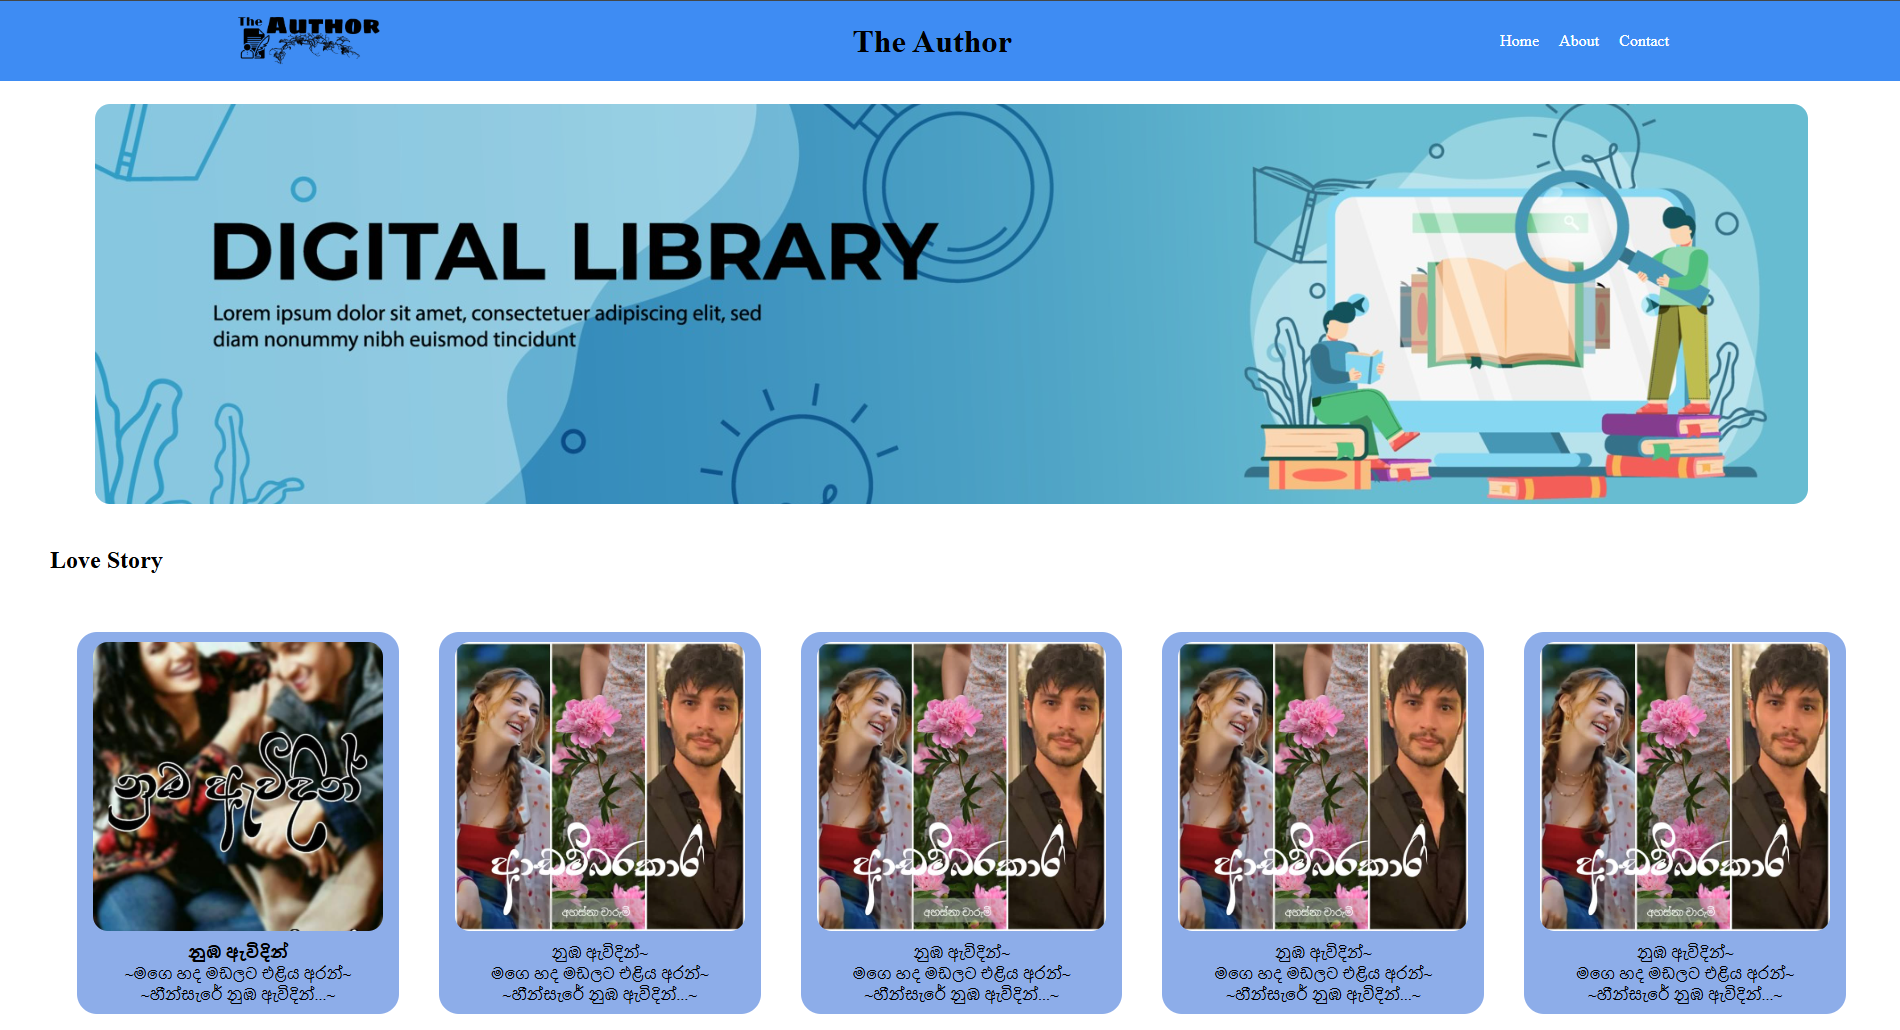 The AUTHOR
The Author
Home About Contact
DIGITAL LIBRARY
Lorem ipsum dolor sit amet, consectetuer adipiscing elit, sed
diam nonummy nibh euismod tincidunt
Love Story
නුඹ ඇවිදින්
නුඹ ඇවිදින්
~මගෙ හද මඩලට එළිය අරන්~
~හීන්සැරේ නුඹ ඇවිදින්...~
ආඩම්බරකාරී
අහස්නා චාරුමී
නුඹ ඇවිදින්~
මගෙ හද මඩලට එළිය අරන්~
~හීන්සැරේ නුඹ ඇවිදින්...~
ආඩම්බරකාරී
අහස්නා චාරුමී
නුඹ ඇවිදින්~
මගෙ හද මඩලට එළිය අරන්~
~හීන්සැරේ නුඹ ඇවිදින්...~
ආඩම්බරකාරී
අහස්නා චාරුමී
නුඹ ඇවිදින්~
මගෙ හද මඩලට එළිය අරන්~
~හීන්සැරේ නුඹ ඇවිදින්...~
ආඩම්බරකාරී
අහස්නා චාරුමී
නුඹ ඇවිදින්~
මගෙ හද මඩලට එළිය අරන්~
~හීන්සැරේ නුඹ ඇවිදින්...~